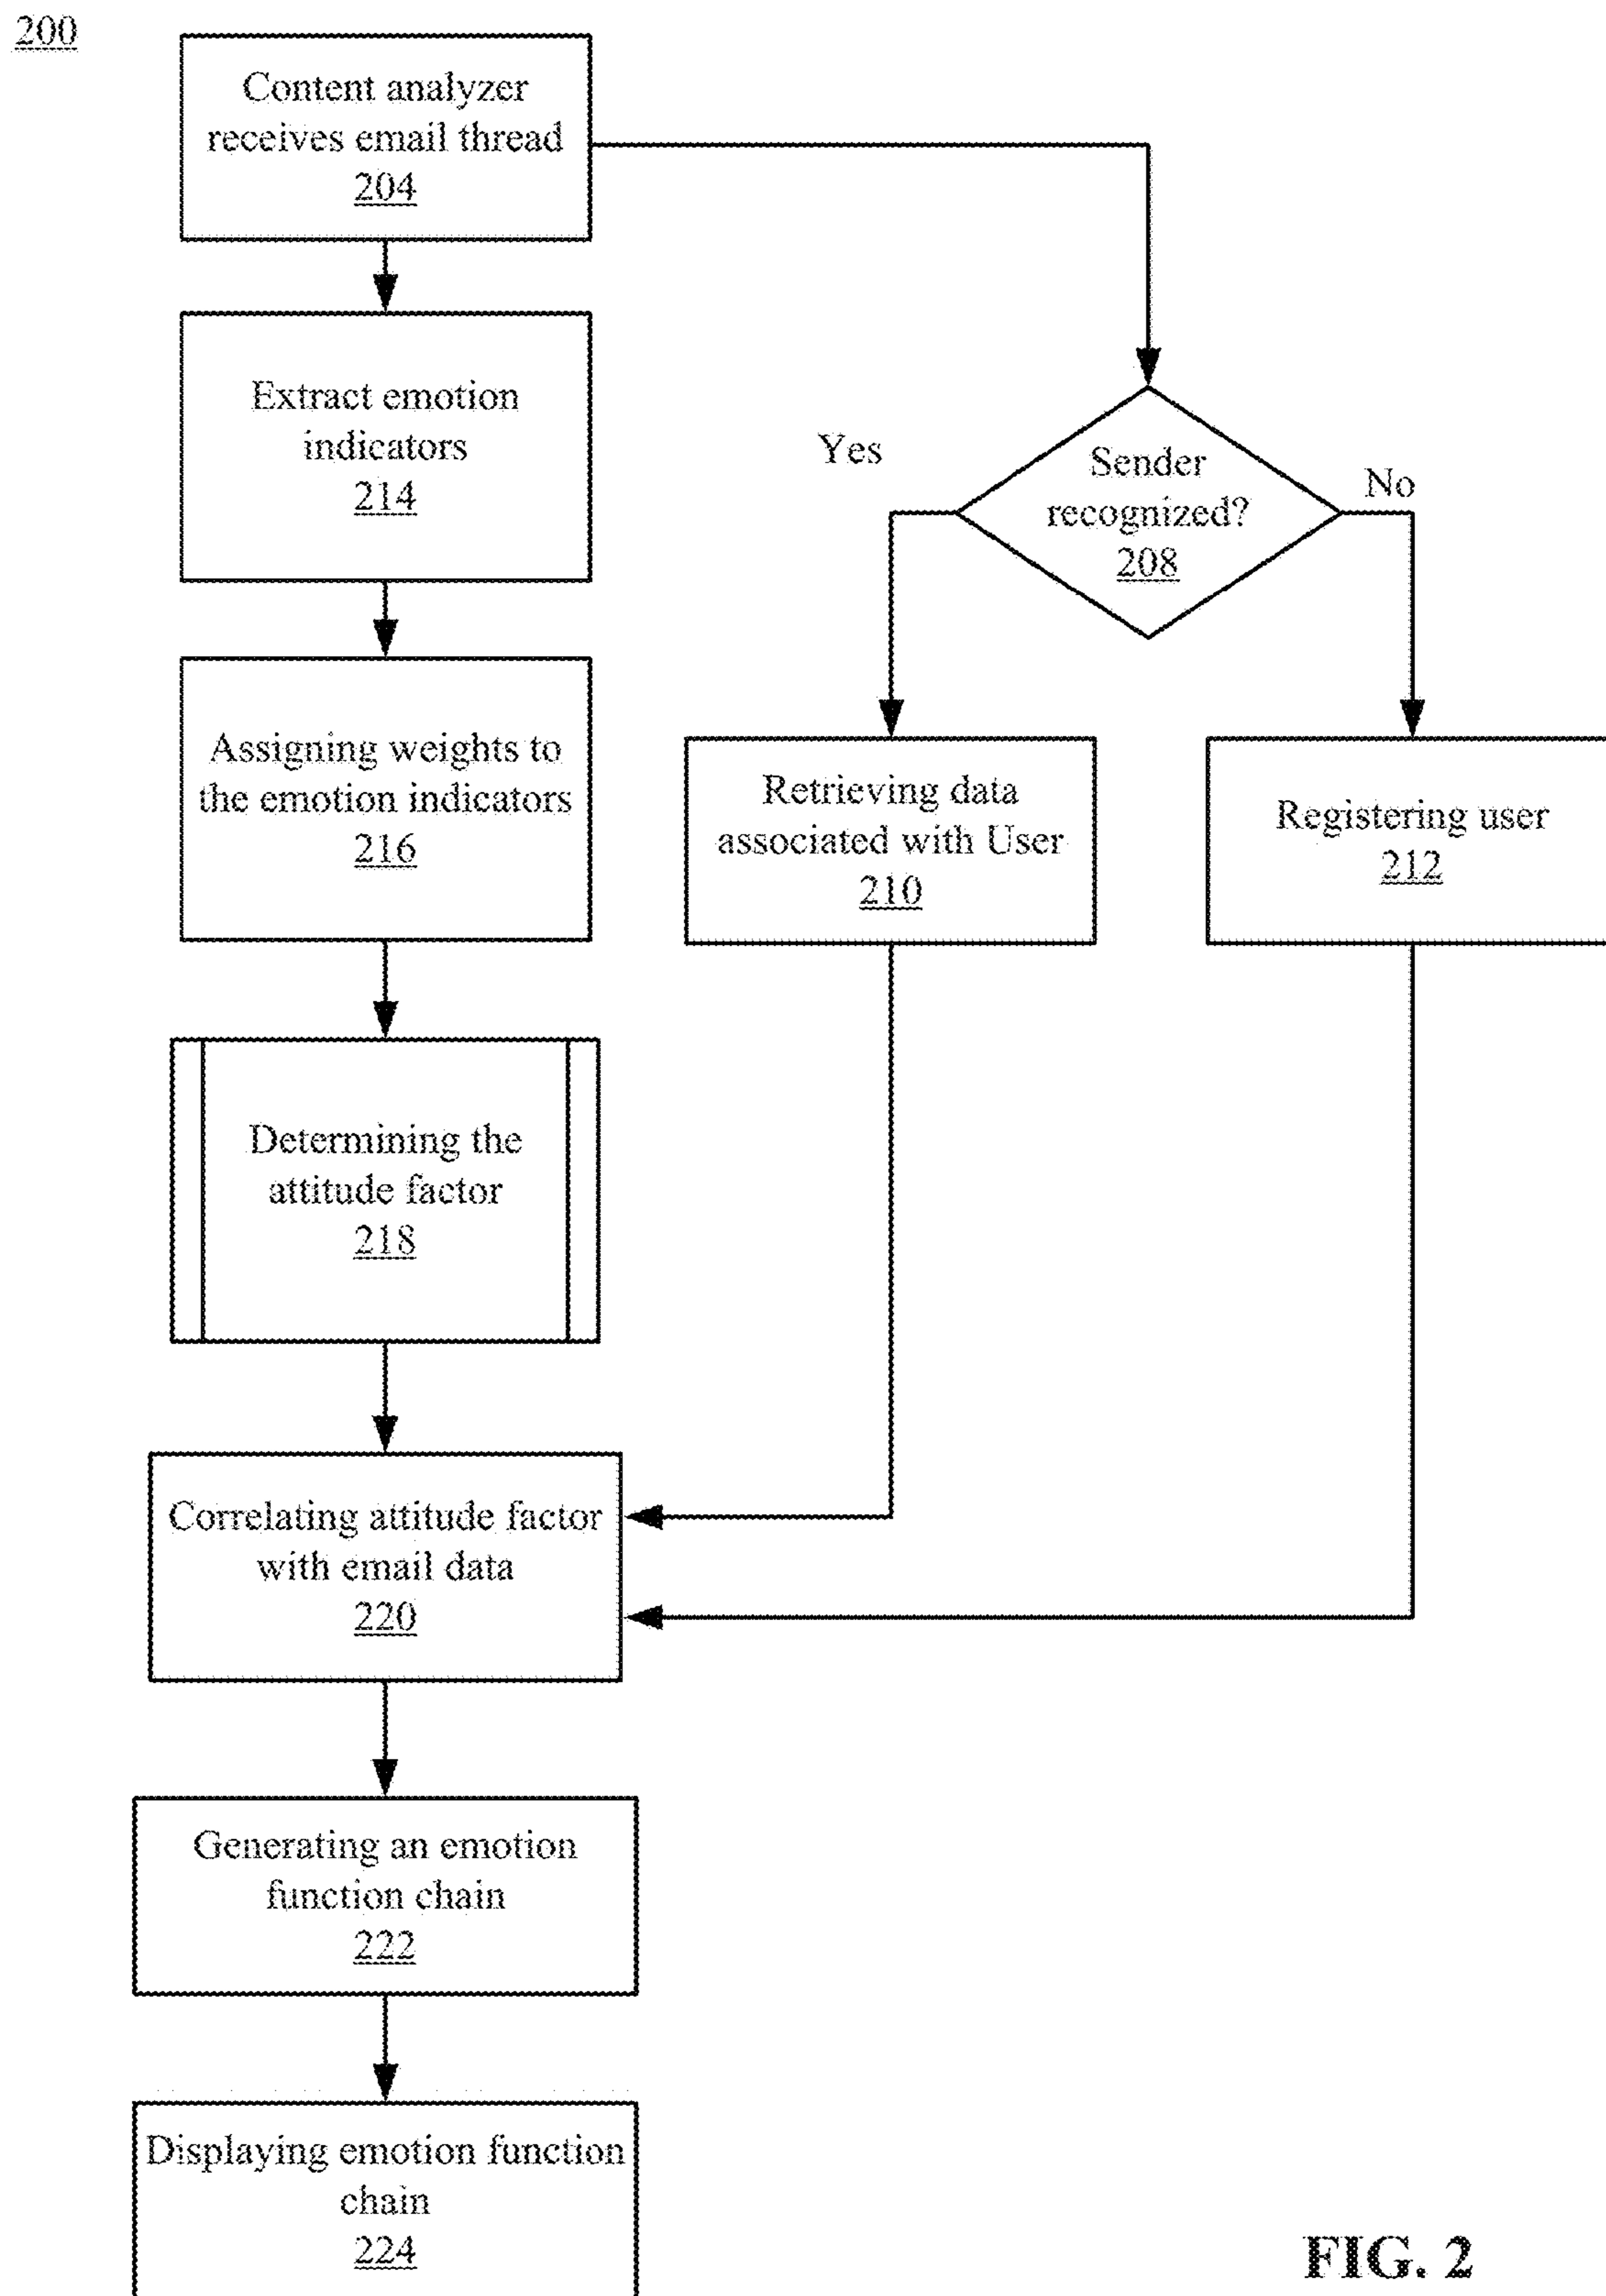 200
Content analyzer
receives email thread
204
Extract emotion
indicators
214
Yes
Sender
recognized?
208
No
Assigning weights to
the emotion indicators
216
Retrieving data
associated with User
210
Registering user
212
Determining the
attitude factor
218
Correlating attitude factor
with email data
220
Generating an emotion
function chain
222
Displaying emotion function
chain
224
FIG. 2